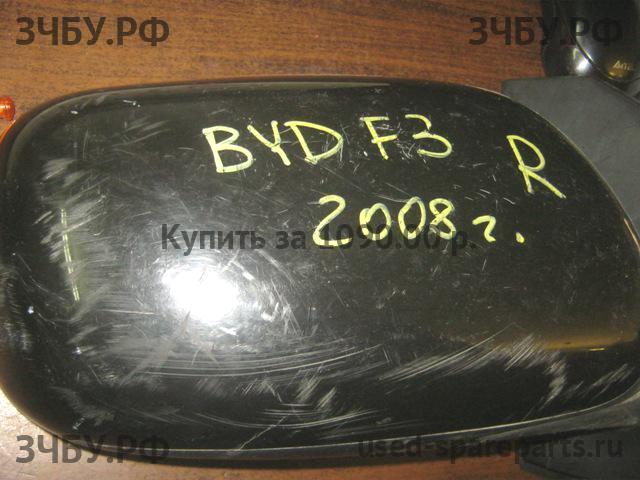 ЗЧБУ.РФ ЗЧБУ.РФ
BYD F3 R
2008 г.
Купить за 1090.00 р.
ЗЧБУ.РФ used-spareparts.ru